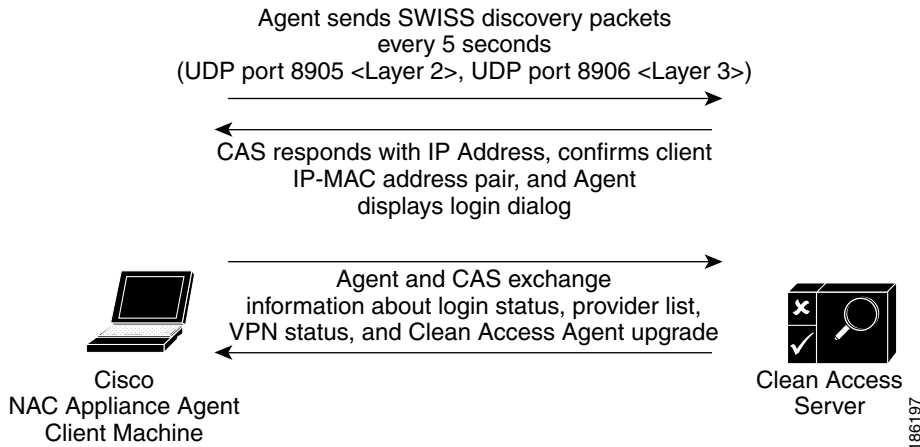 Agent sends SWISS discovery packets
every 5 seconds
(UDP port 8905 <Layer 2>, UDP port 8906 <Layer 3>)
CAS responds with IP Address, confirms client
IP-MAC address pair, and Agent
displays login dialog
Agent and CAS exchange
information about login status, provider list,
VPN status, and Clean Access Agent upgrade
Cisco
NAC Appliance Agent
Client Machine
Clean Access
Server
186197